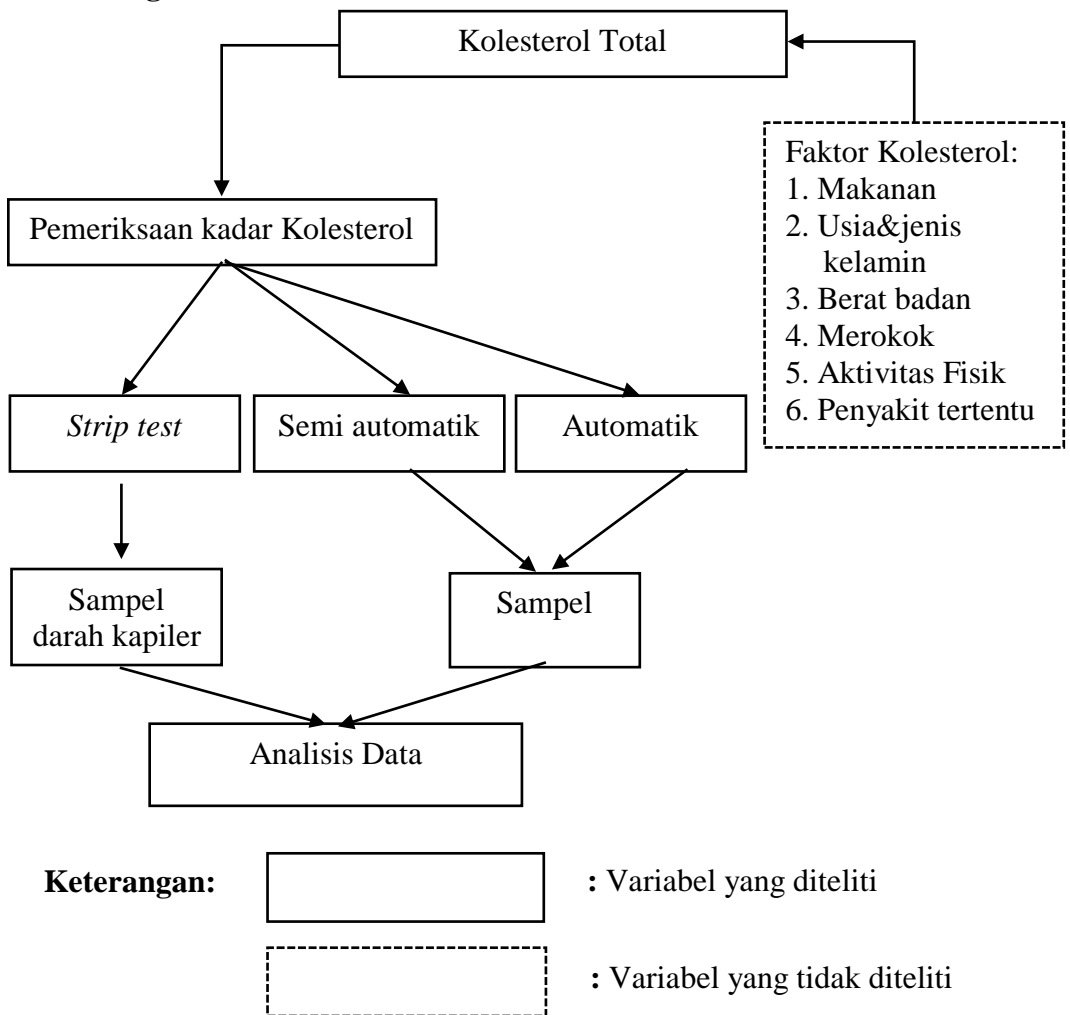 Kolesterol Total
Faktor Kolesterol:
1. Makanan
2. Usia&jenis
kelamin
3. Berat badan
4. Merokok
5. Aktivitas Fisik
6. Penyakit tertentu
Pemeriksaan kadar Kolesterol
Strip test
Semi automatik
Automatik
Sampel
darah kapiler
Sampel
Analisis Data
Keterangan:
: Variabel yang diteliti
: Variabel yang tidak diteliti